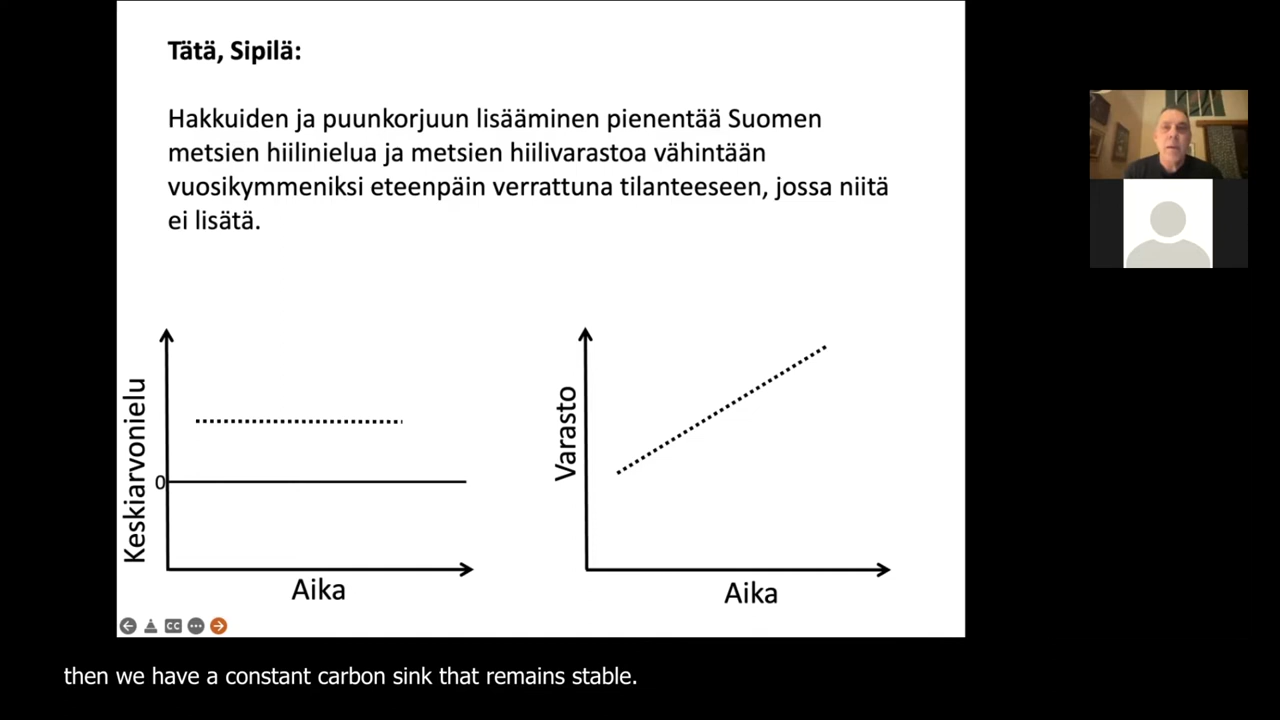 Tätä, Sipilä:
Hakkuiden ja puunkorjuun lisääminen pienentää Suomen
metsien hiilinielua ja metsien hiilivarastoa vähintään
vuosikymmeniksi eteenpäin verrattuna tilanteeseen, jossa niitä
ei lisätä.
Keskiarvonielu
0
Aika
Varasto
Aika
CC
then we have a constant carbon sink that remains stable.